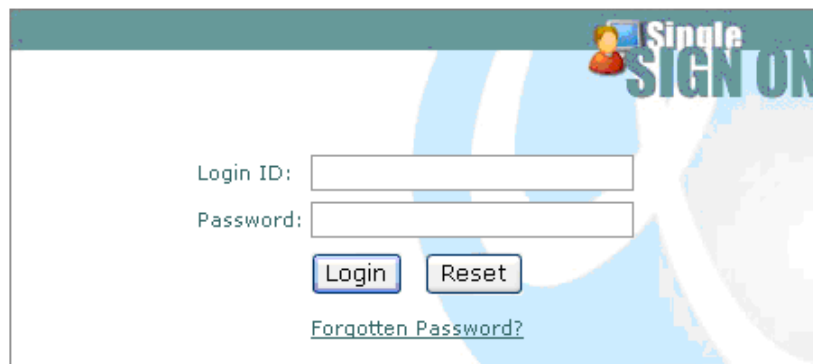 Single
SIGN ON
Login ID:
Password:
Login Reset
Forgotten Password?